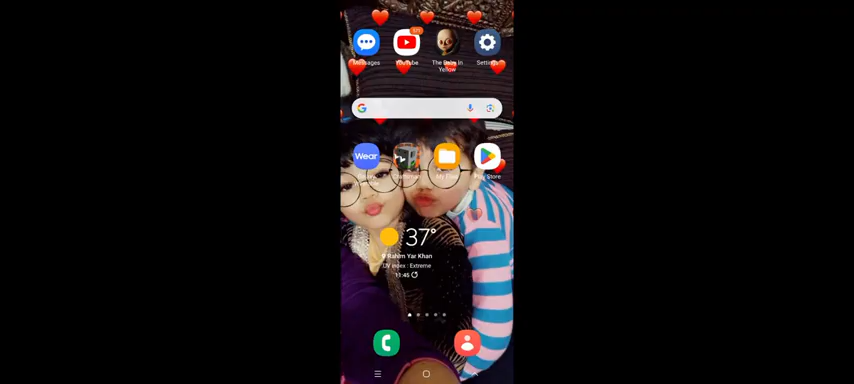 Messages
YouTube
The Baby In
Yellow
Settings
Wear
Craftsman
My Files
Play Store
37°
Rahim Yar Khan
UV index : Extreme
11:45